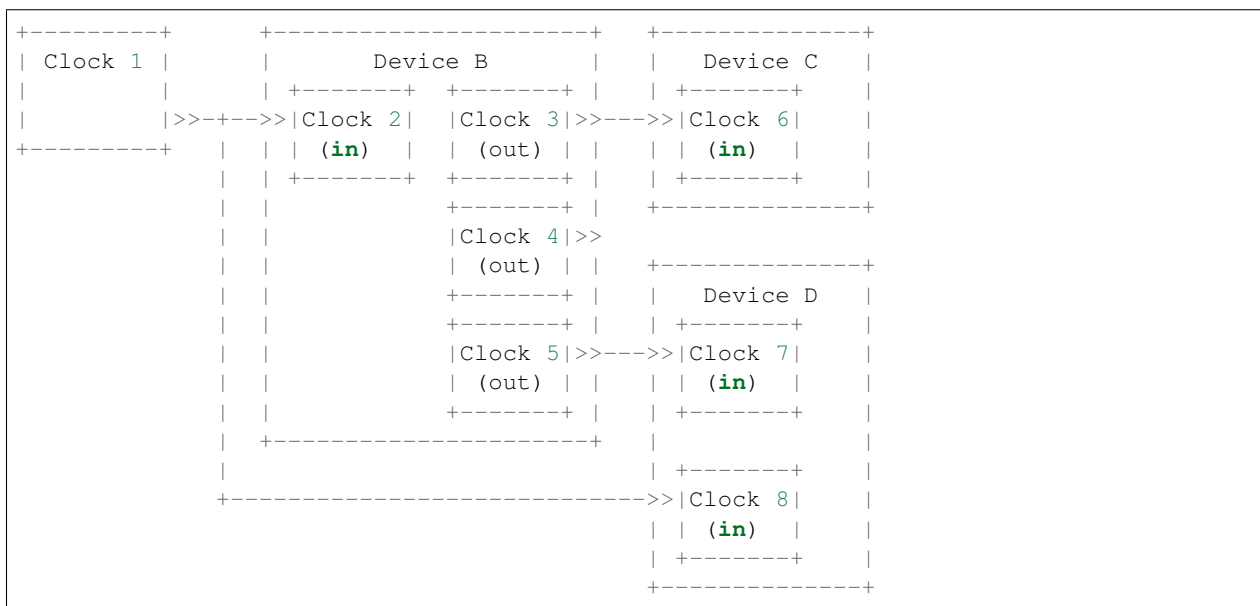 +---------+      +----------------------+   +--------------+
| Clock 1 |      |       Device B       |   |   Device C   |
|         |      | +-------+  +-------+ |   | +-------+    |
|         |>>-+-->>|Clock 2|  |Clock 3|>>--->>|Clock 6|    |
+---------+   |  | | (in)  |  | (out) | |   | | (in)  |    |
              |  | +-------+  +-------+ |   | +-------+    |
              |  |            +-------+ |   +--------------+
              |  |            |Clock 4|>>
              |  |            | (out) | |   +--------------+
              |  |            +-------+ |   |   Device D   |
              |  |            +-------+ |   | +-------+    |
              |  |            |Clock 5|>>--->>|Clock 7|    |
              |  |            | (out) | |   | | (in)  |    |
              |  |            +-------+ |   | +-------+    |
              |  +----------------------+   |              |
              |                             | +-------+    |
              +----------------------------->>|Clock 8|    |
                                            | | (in)  |    |
                                            | +-------+    |
                                            +--------------+